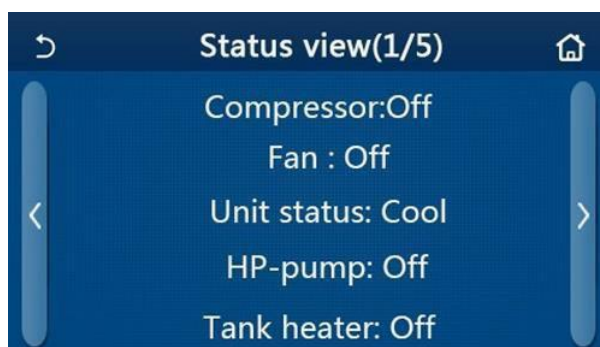 Status view(1/5)
Compressor:Off
Fan : Off
Unit status: Cool
HP-pump: Off
Tank heater: Off